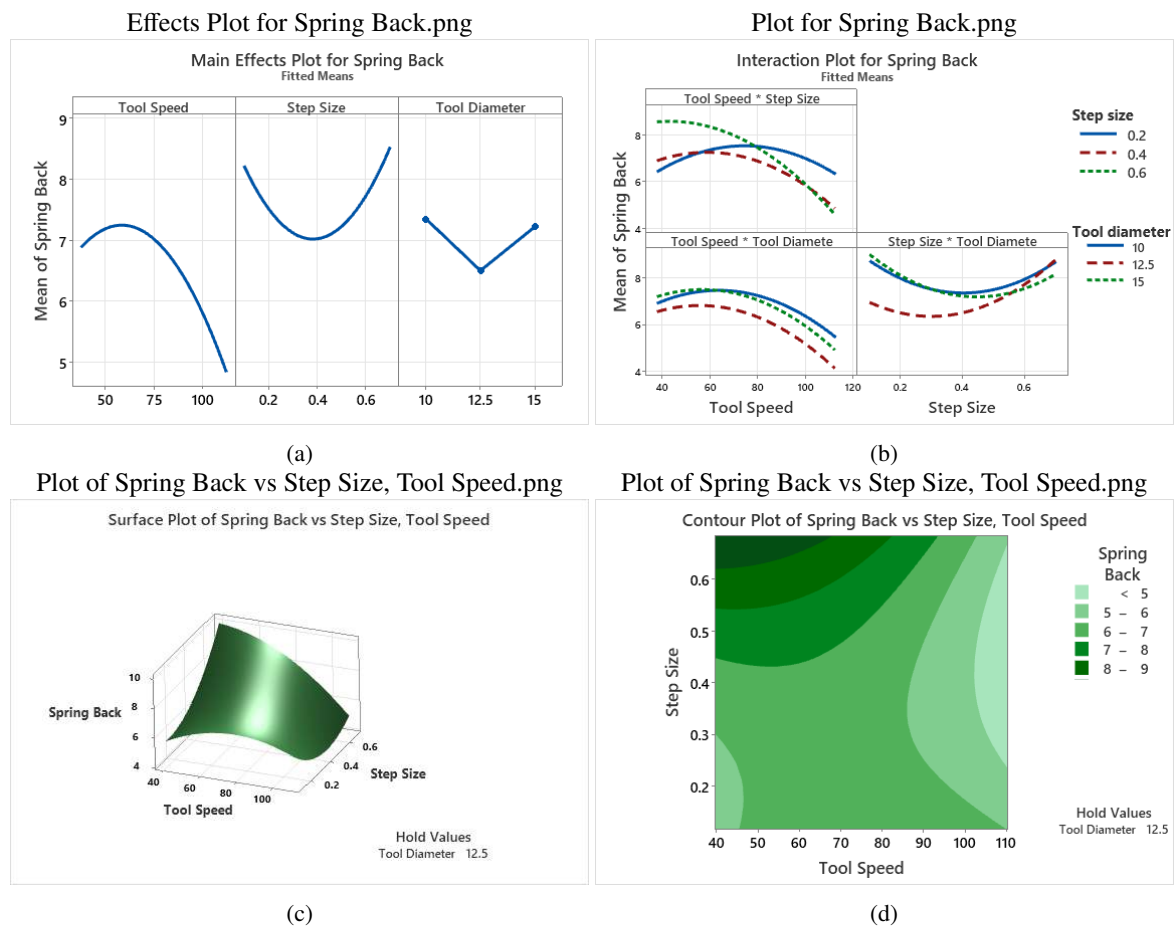 Effects Plot for Spring Back.png
Main Effects Plot for Spring Back
Fitted Means
Tool Speed Step Size Tool Diameter
Mean of Spring Back
9
8
7
6
5
50 75 100 0.2 0.4 0.6 10 12.5 15
(a)
Plot for Spring Back.png
Interaction Plot for Spring Back
Fitted Means
Tool Speed * Step Size
Step size
0.2
0.4
0.6
Mean of Spring Back
8
6
4
Tool Speed * Tool Diamete Step Size * Tool Diamete
Tool diameter
10
12.5
15
8
6
4
40 60 80 100 120 0.2 0.4 0.6
Tool Speed Step Size
(b)
Plot of Spring Back vs Step Size, Tool Speed.png
Surface Plot of Spring Back vs Step Size, Tool Speed
Spring Back
10
8
6
4
40 60 80 100
Tool Speed
0.2 0.4 0.6
Step Size
Hold Values
Tool Diameter 12.5
(c)
Plot of Spring Back vs Step Size, Tool Speed.png
Contour Plot of Spring Back vs Step Size, Tool Speed
Step Size
0.6
0.5
0.4
0.3
0.2
40 50 60 70 80 90 100 110
Tool Speed
Spring
Back
< 5
5 – 6
6 – 7
7 – 8
8 – 9
Hold Values
Tool Diameter 12.5
(d)